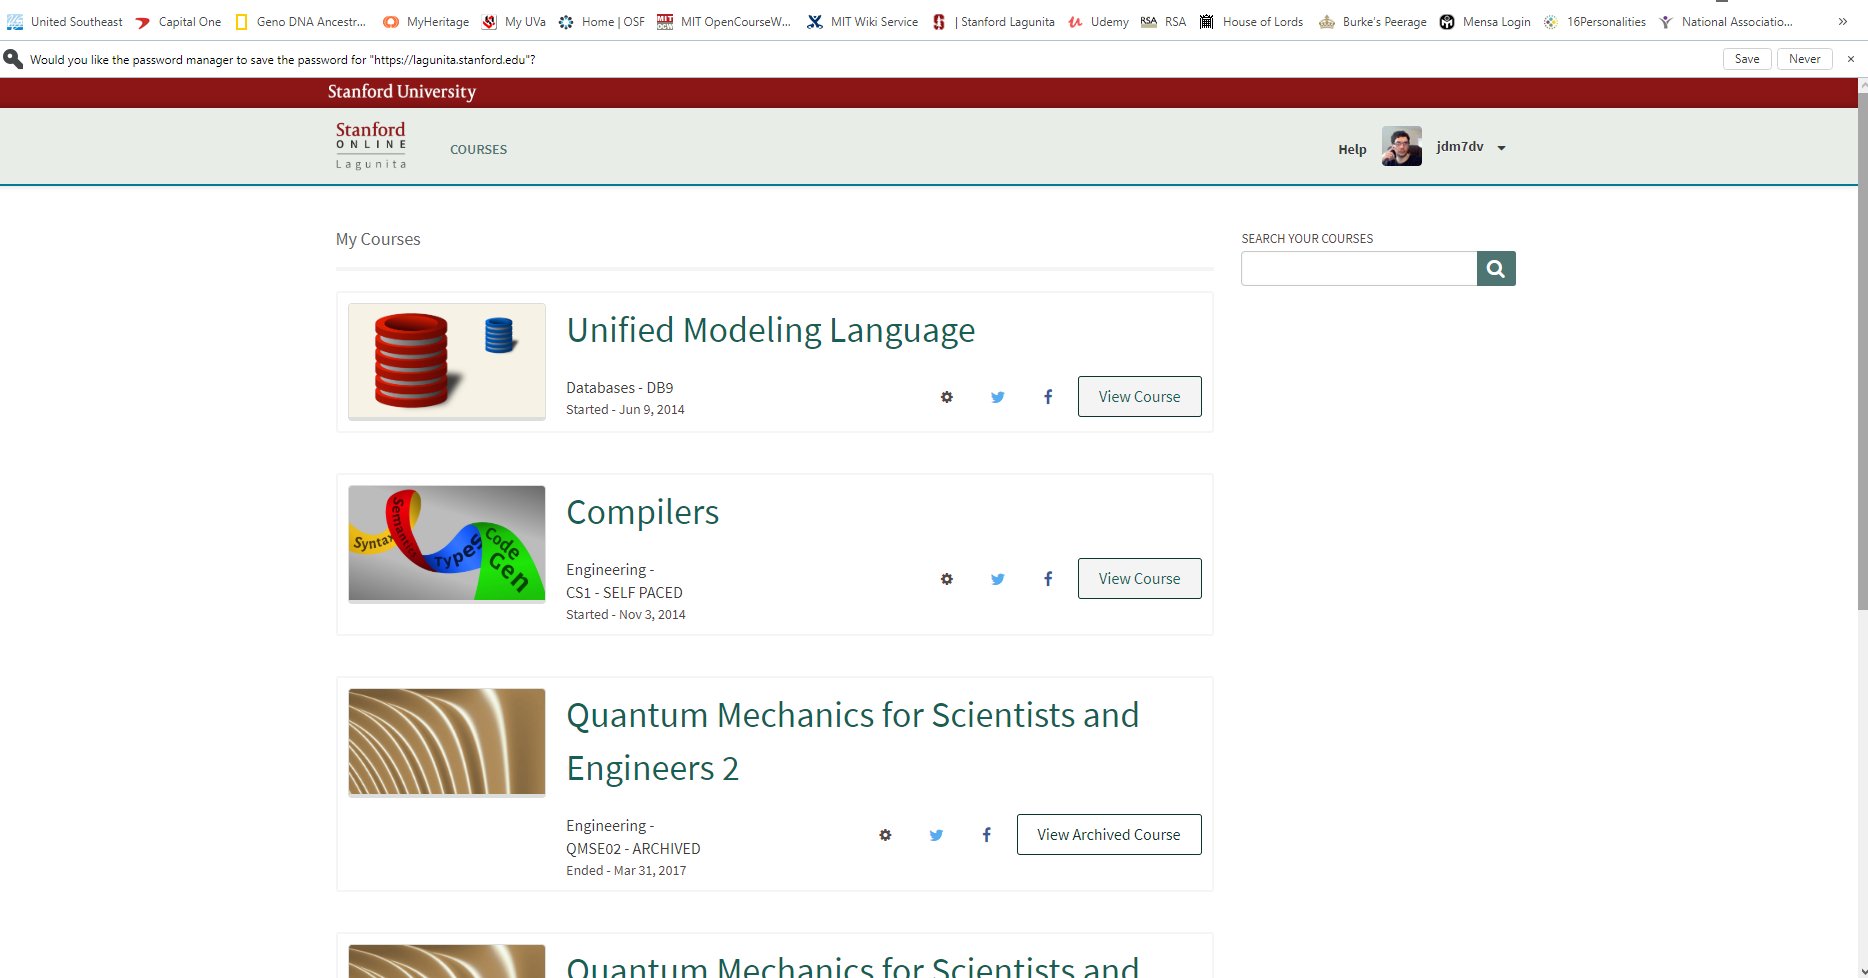 United Southeast Capital One Geno DNA Ancestr... MyHeritage My UVa Home | OSF MIT OpenCourseW... MIT Wiki Service | Stanford Lagunita Udemy RSA RSA House of Lords Burke's Peerage Mensa Login 16Personalities National Associatio... »
Would you like the password manager to save the password for "https://lagunita.stanford.edu"? Save Never ×
Stanford University
Stanford
ONLINE
Lagunita
COURSES
Help jdm7dv
My Courses
SEARCH YOUR COURSES
Unified Modeling Language
Databases - DB9
Started - Jun 9, 2014
View Course
Syntax Semantics Types Code Gen
Compilers
Engineering -
CS1 - SELF PACED
Started - Nov 3, 2014
View Course
Quantum Mechanics for Scientists and
Engineers 2
Engineering -
QMSE02 - ARCHIVED
Ended - Mar 31, 2017
View Archived Course
Quantum Mechanics for Scientists and